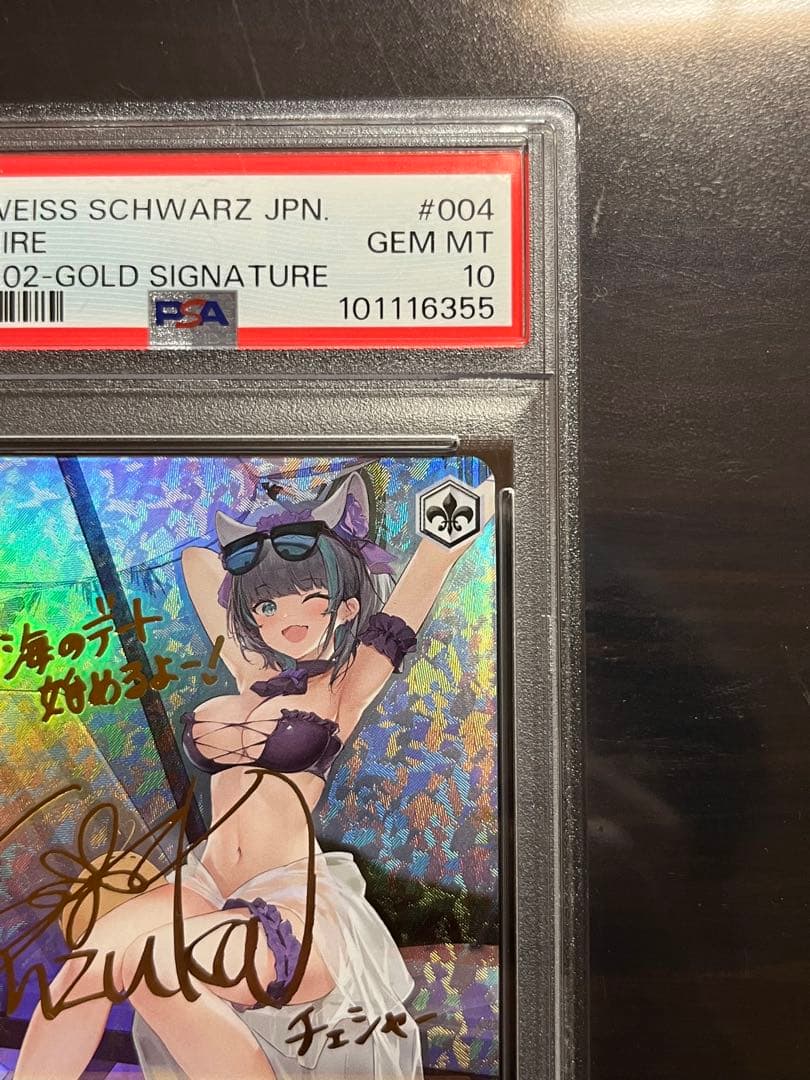 WEISS SCHWARZ JPN. #004
IRE GEM MT
02-GOLD SIGNATURE 10
PSA 101116355
海のデート
始めるよー!
nzuka
チェシャー